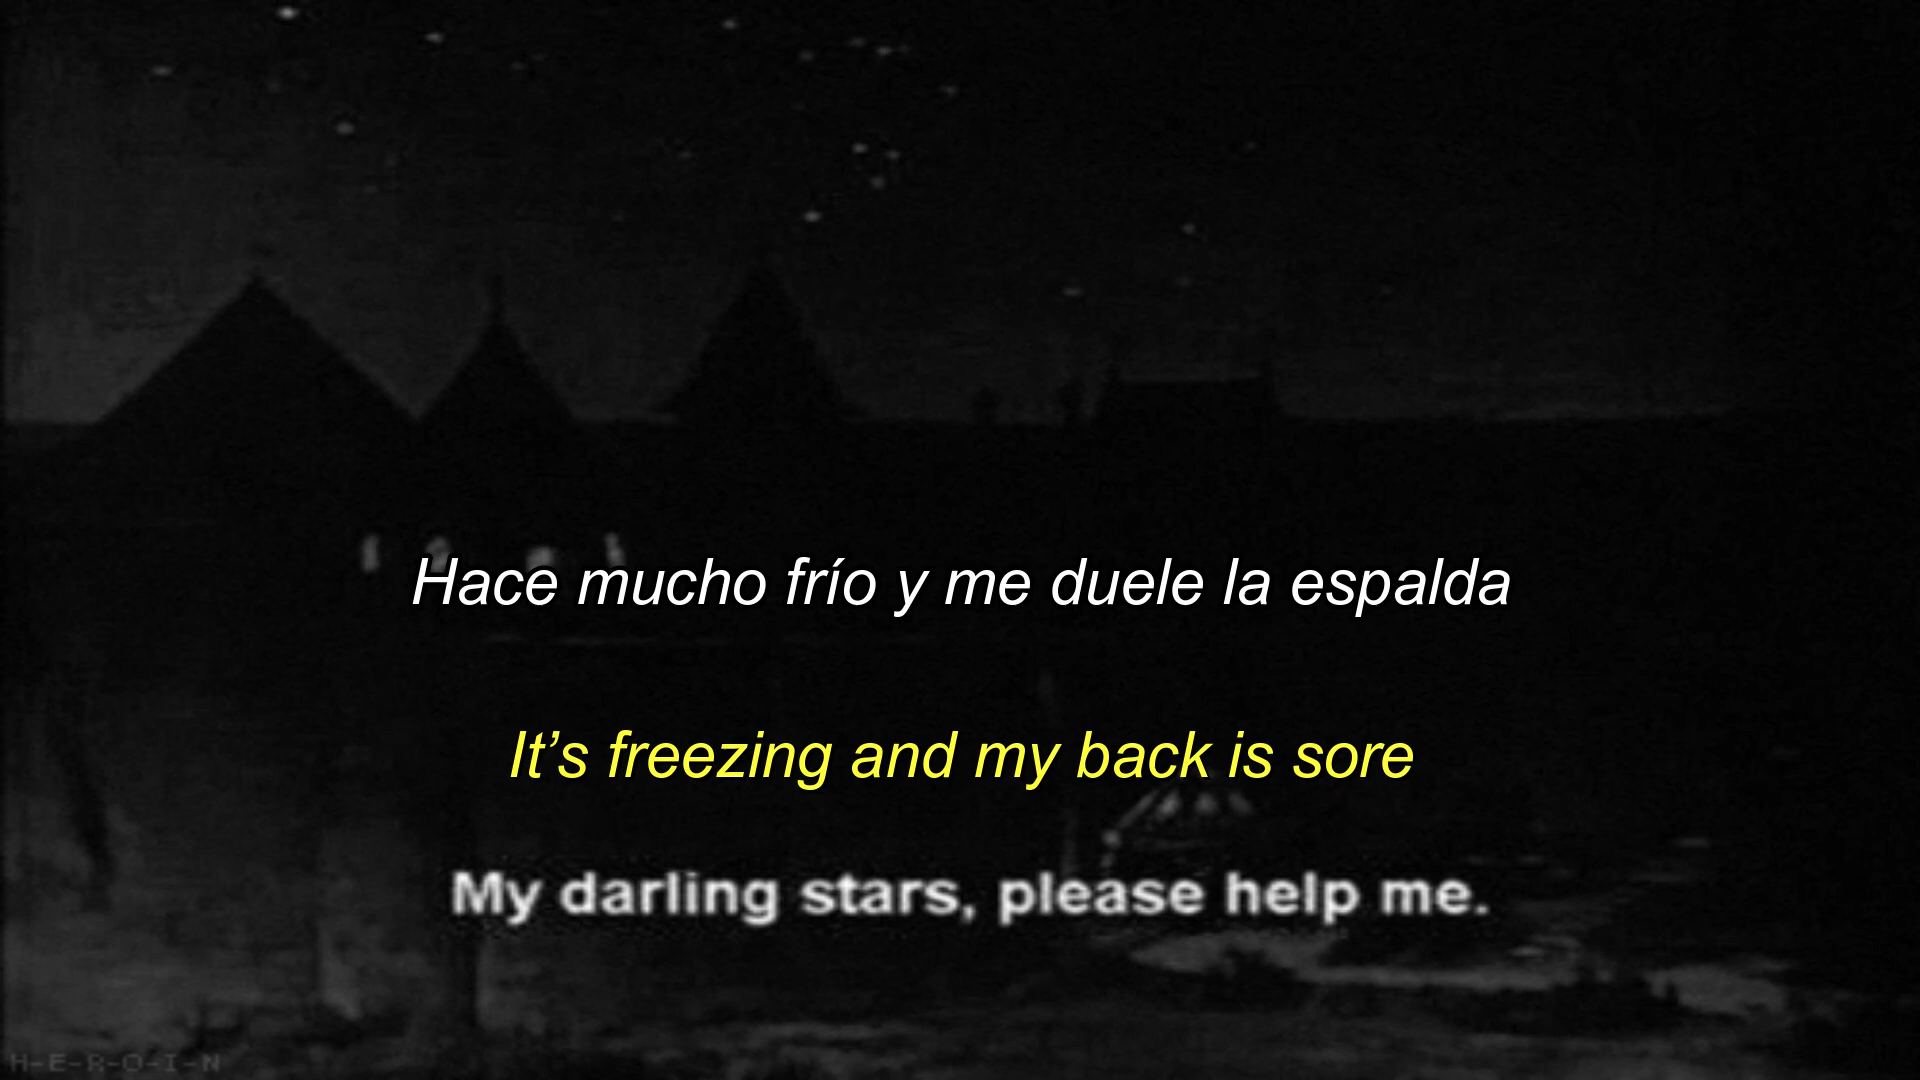 Hace mucho frío y me duele la espalda
It’s freezing and my back is sore
My darling stars, please help me.
H-E-R-O-I-N